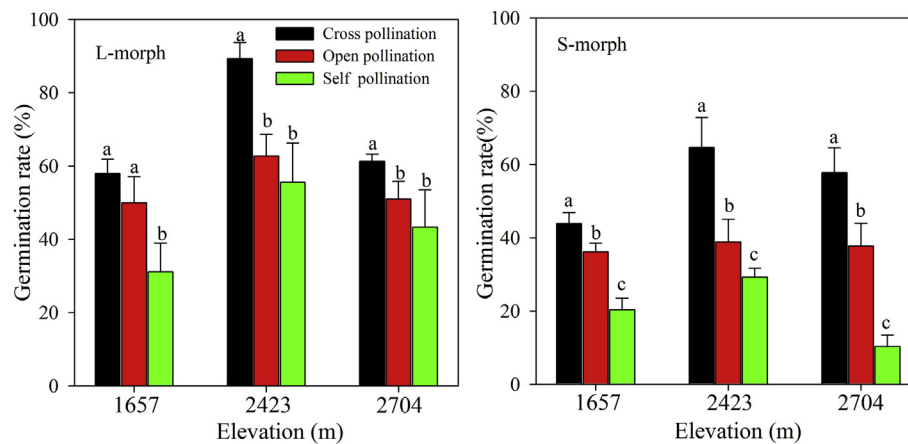 100
80
60
40
20
0
Germination rate (%)
L-morph
Cross pollination
Open pollination
Self pollination
a
a
b
a
b
b
a
b
b
1657
2423
2704
Elevation (m)
100
80
60
40
20
0
Germination rate(%)
S-morph
a
b
c
a
b
c
a
b
c
1657
2423
2704
Elevation (m)